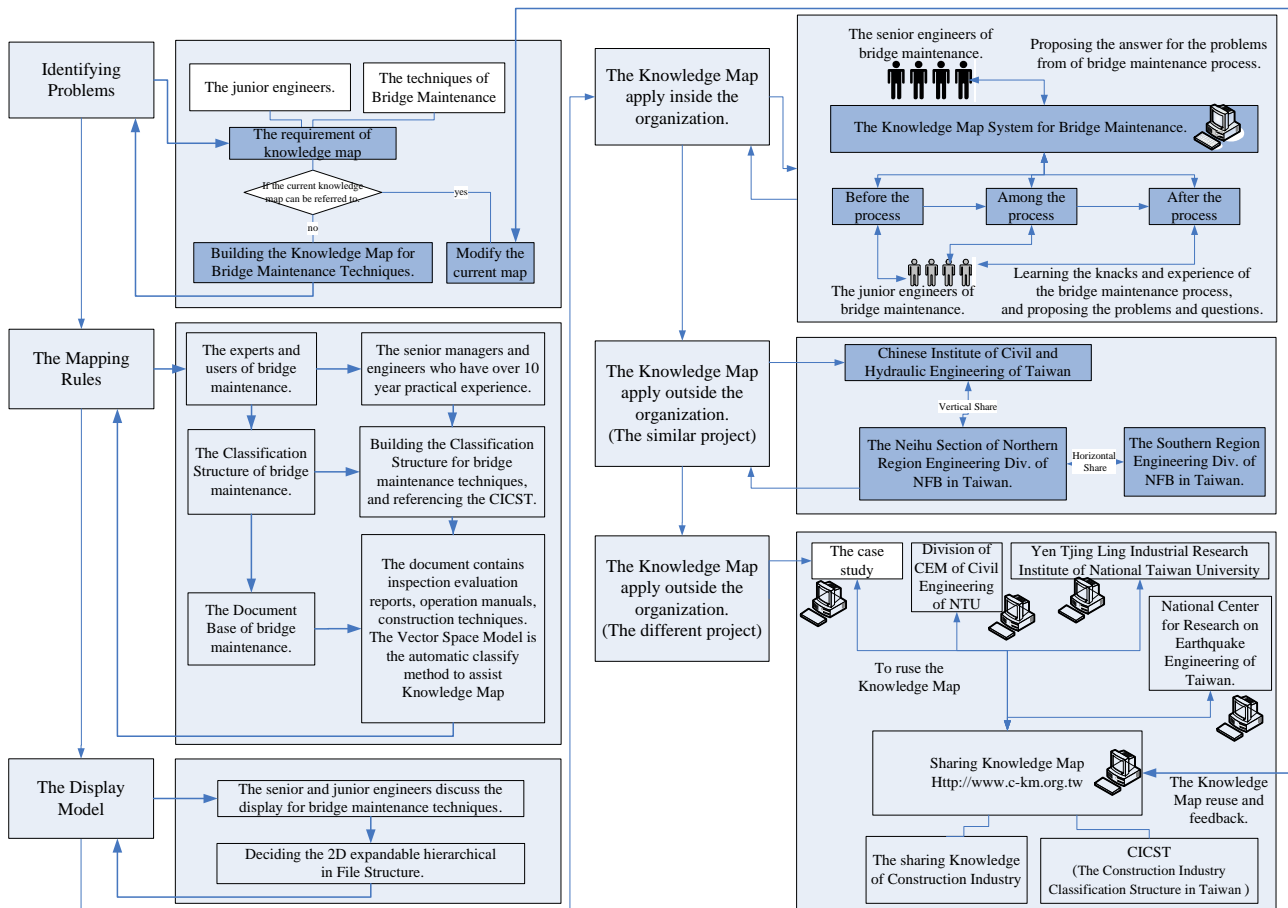 Identifying
Problems
The junior engineers.
The techniques of
Bridge Maintenance
The requirement of
knowledge map
If the current knowledge
map can be referred to.
yes
no
Building the Knowledge Map for
Bridge Maintenance Techniques.
Modify the
current map
The Mapping
Rules
The experts and
users of bridge
maintenance.
The senior managers and
engineers who have over 10
year practical experience.
The Classification
Structure of bridge
maintenance.
Building the Classification
Structure for bridge
maintenance techniques,
and referencing the CICST.
The Document
Base of bridge
maintenance.
The document contains
inspection evaluation
reports, operation manuals,
construction techniques.
The Vector Space Model is
the automatic classify
method to assist
Knowledge Map
The Display
Model
The senior and junior engineers discuss the
display for bridge maintenance techniques.
Deciding the 2D expandable hierarchical
in File Structure.
The Knowledge Map
apply inside the
organization.
The senior engineers of
bridge maintenance.
Proposing the answer for the problems
from of bridge maintenance process.
The Knowledge Map System for Bridge Maintenance.
Before the
process
Among the
process
After the
process
The junior engineers of
bridge maintenance.
Learning the knacks and experience of
the bridge maintenance process,
and proposing the problems and questions.
The Knowledge Map
apply outside the
organization.
(The similar project)
Chinese Institute of Civil and
Hydraulic Engineering of Taiwan
Vertical Share
The Neihu Section of Northern
Region Engineering Div. of
NFB in Taiwan.
Horizontal
Share
The Southern Region
Engineering Div. of
NFB in Taiwan.
The Knowledge Map
apply outside the
organization.
(The different project)
The case
study
Division of
CEM of Civil
Engineering
of NTU
Yen Tjing Ling Industrial Research
Institute of National Taiwan University
National Center
for Research on
Earthquake
Engineering of
Taiwan.
To ruse the
Knowledge Map
Sharing Knowledge Map
Http://www.c-km.org.tw
The Knowledge
Map reuse and
feedback.
The sharing Knowledge
of Construction Industry
CICST
(The Construction Industry
Classification Structure in Taiwan )